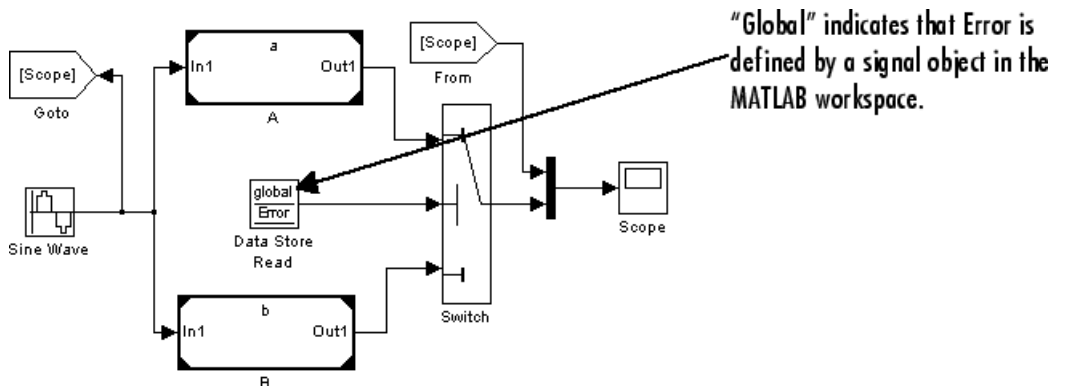 "Global" indicates that Error is
defined by a signal object in the
MATLAB workspace.
[Scope]
Goto
a
In1
Out1
A
[Scope]
From
Sine Wave
global
Error
Data Store
Read
Switch
Scope
b
In1
Out1
B